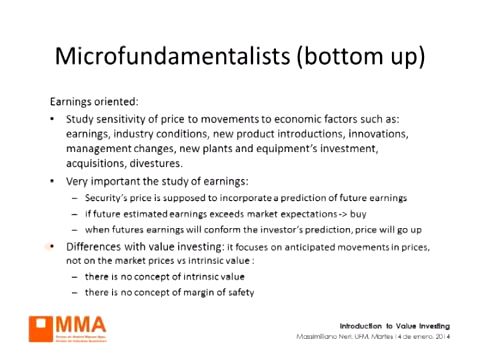 Microfundamentalists (bottom up)
Earnings oriented:
• Study sensitivity of price to movements to economic factors such as:
earnings, industry conditions, new product introductions, innovations,
management changes, new plants and equipment's investment,
acquisitions, divestures.
• Very important the study of earnings:
– Security's price is supposed to incorporate a prediction of future earnings
– if future estimated earnings exceeds market expectations -> buy
– when futures earnings will conform the investor's prediction, price will go up
• Differences with value investing: it focuses on anticipated movements in prices,
not on the market prices vs intrinsic value :
– there is no concept of intrinsic value
– there is no concept of margin of safety
MMA
Introduction to Value Investing
Massimiliano Neri, UFM, Martes 14 de enero, 2014